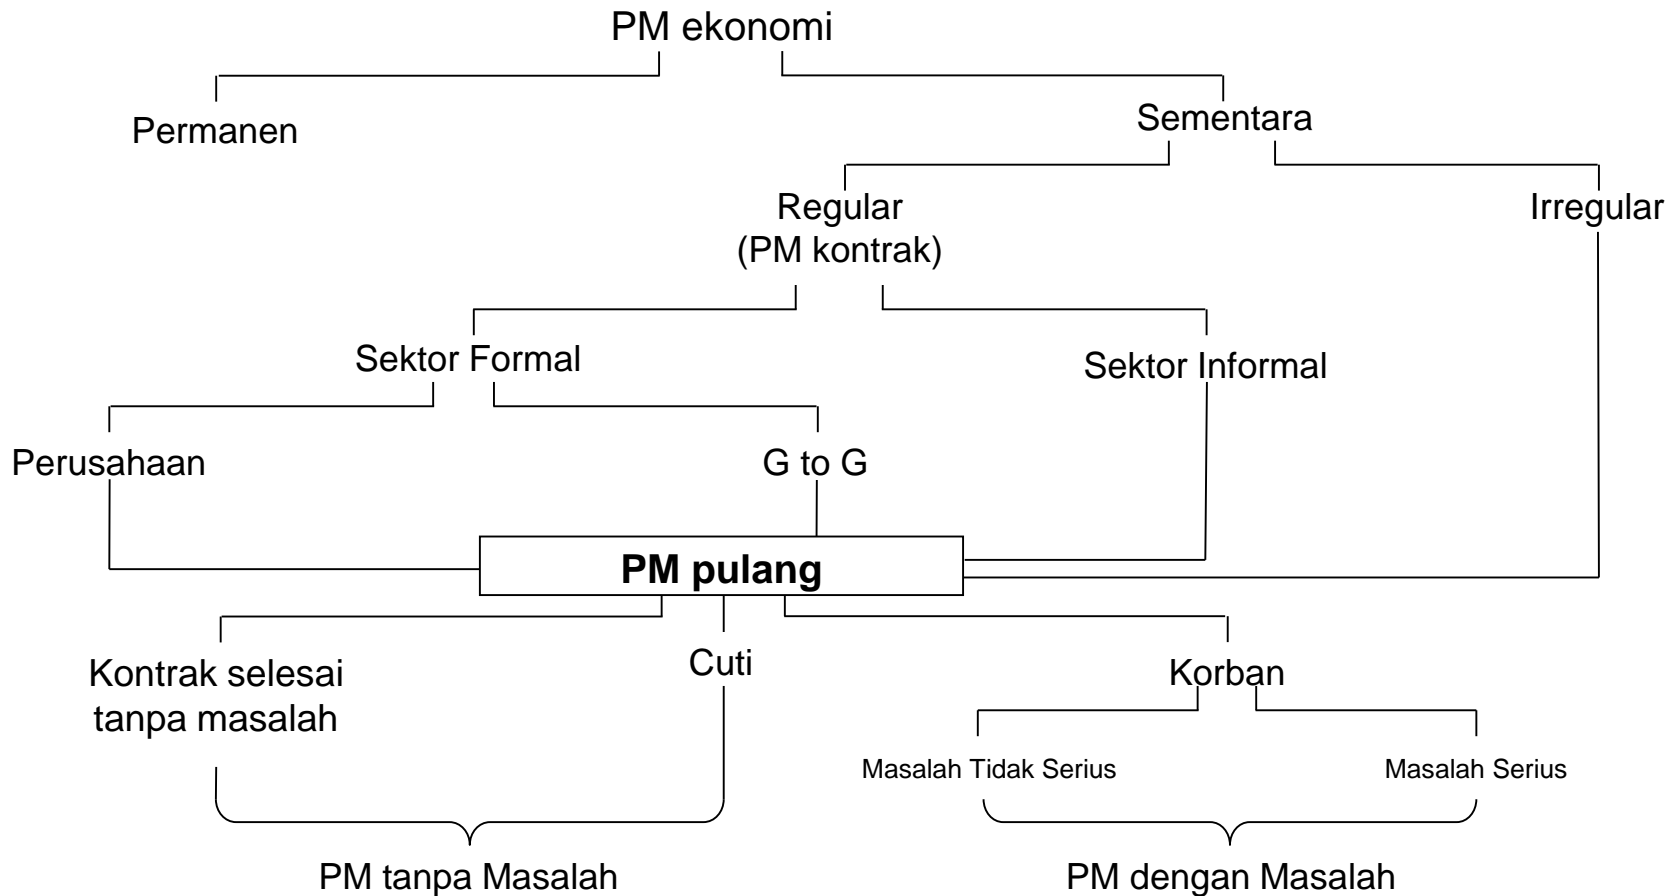 PM ekonomi
Permanen
Sementara
Regular
(PM kontrak)
Irregular
Sektor Formal
Sektor Informal
Perusahaan
G to G
PM pulang
Kontrak selesai
tanpa masalah
Cuti
Korban
Masalah Tidak Serius
Masalah Serius
PM tanpa Masalah
PM dengan Masalah